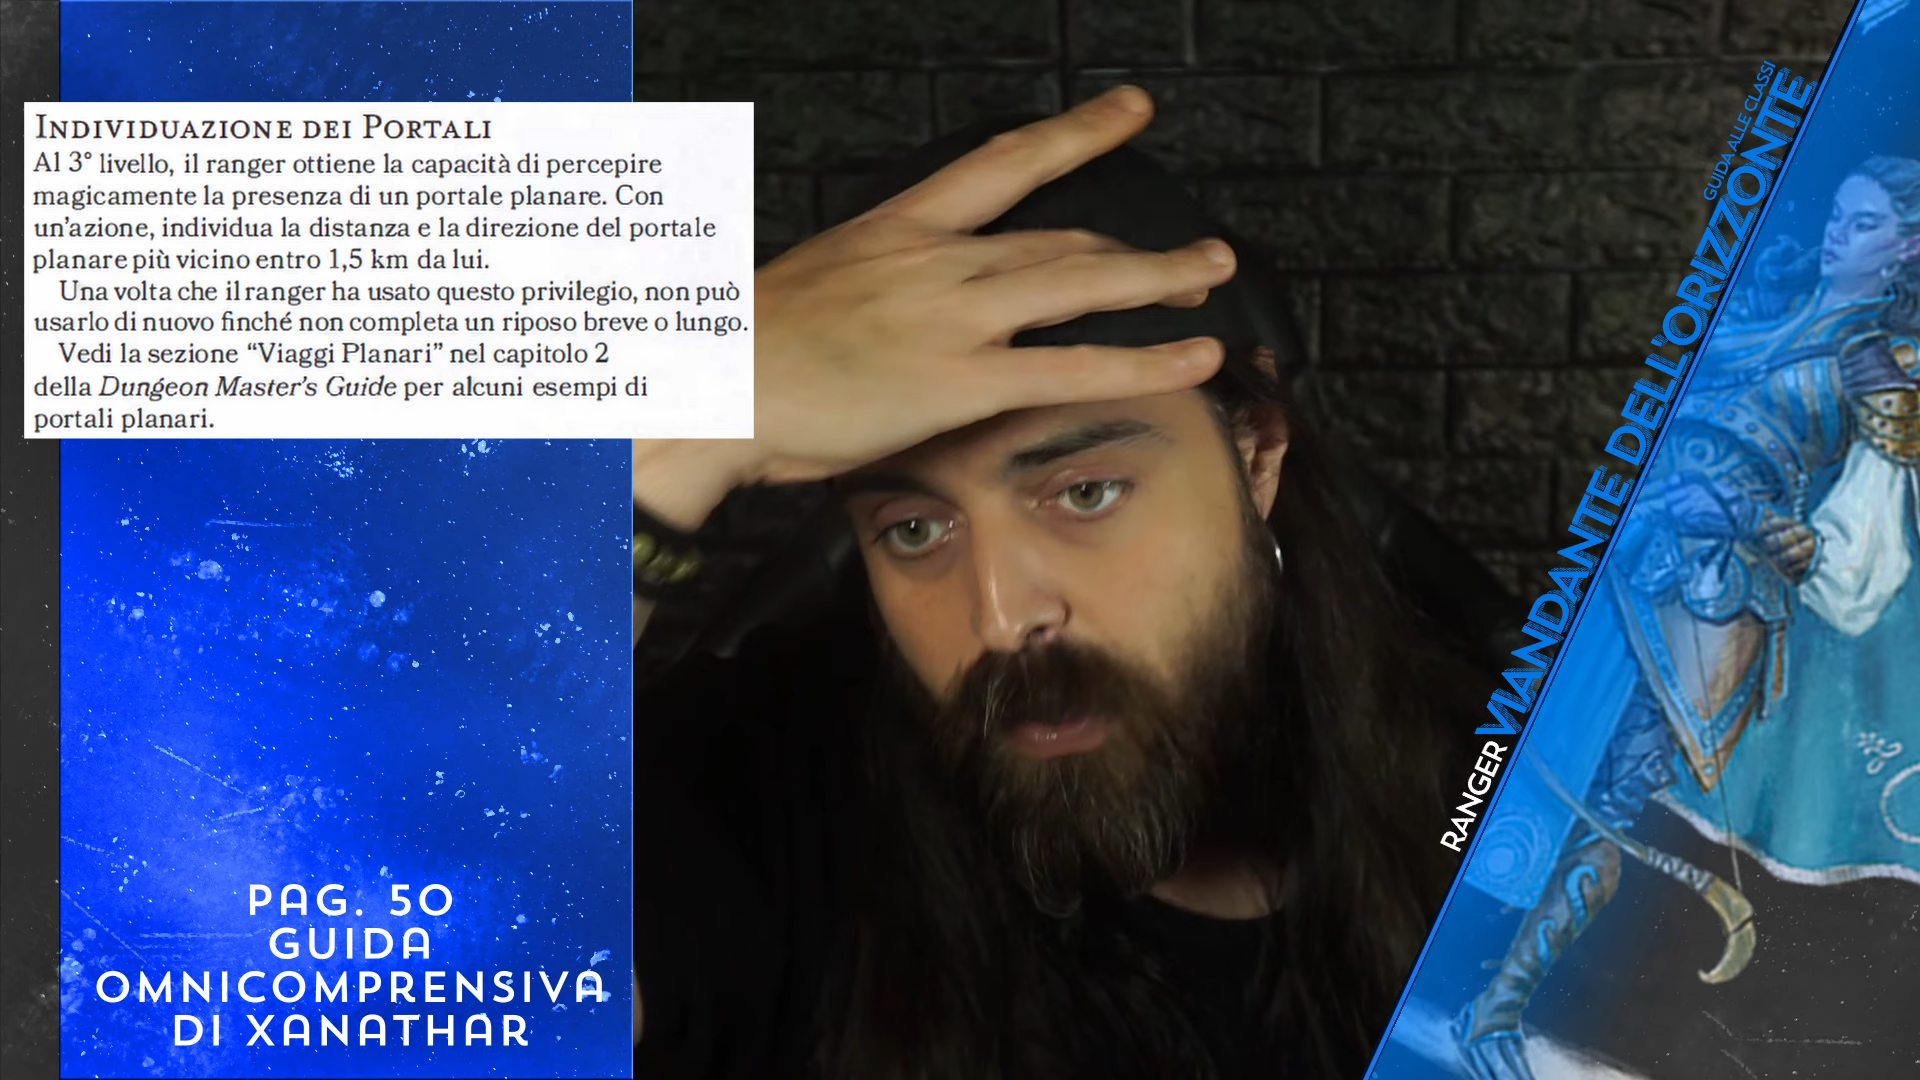 INDIVIDUAZIONE DEI PORTALI
Al 3° livello, il ranger ottiene la capacità di percepire
magicamente la presenza di un portale planare. Con
un'azione, individua la distanza e la direzione del portale
planare più vicino entro 1,5 km da lui.
Una volta che il ranger ha usato questo privilegio, non può
usarlo di nuovo finché non completa un riposo breve o lungo.
Vedi la sezione “Viaggi Planari” nel capitolo 2
della Dungeon Master's Guide per alcuni esempi di
portali planari.
PAG. 50
GUIDA
OMNICOMPRENSIVA
DI XANATHAR
GUIDA ALLE CLASSI
RANGER VIANDANTE DELL'ORIZZONTE